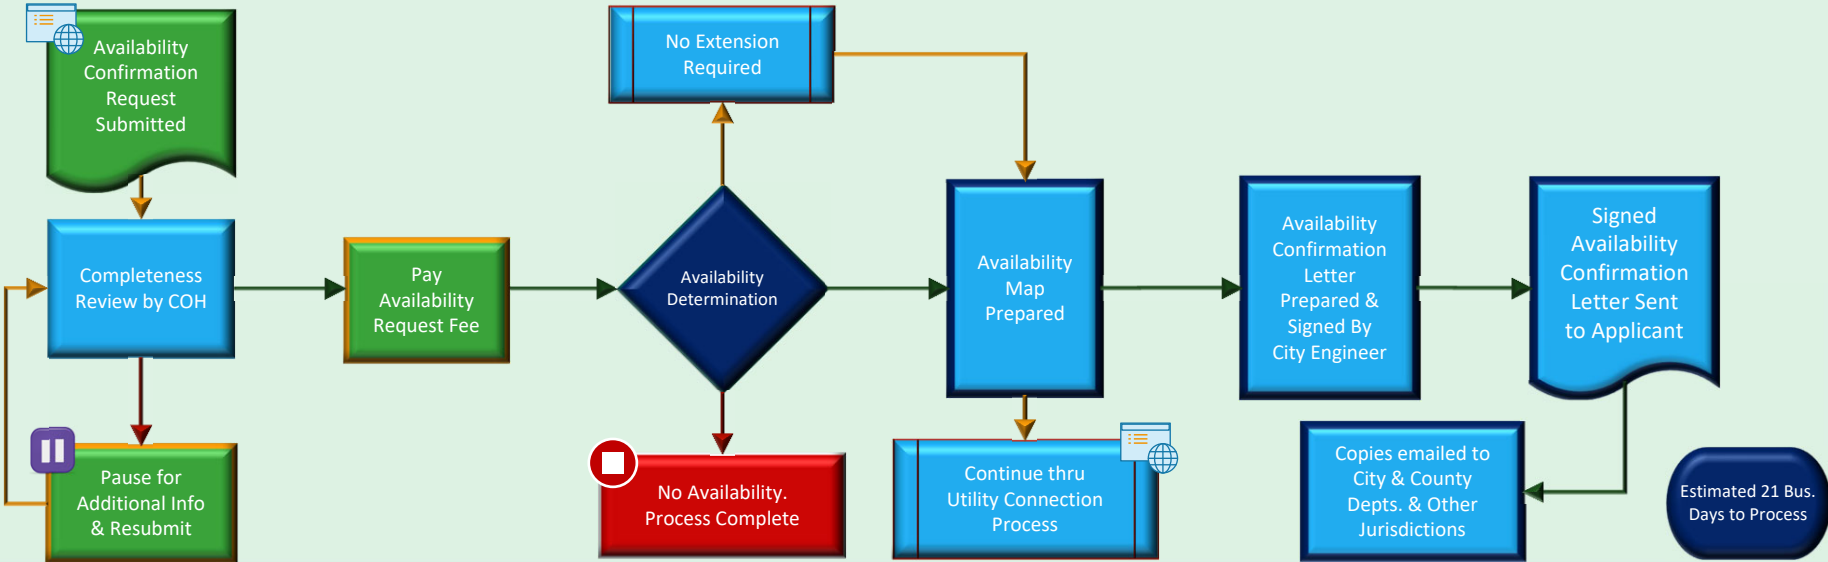 Availability
Confirmation
Request
Submitted
Completeness
Review by COH
Pause for
Additional Info
& Resubmit
Pay
Availability
Request Fee
Availability
Determination
No Extension
Required
No Availability.
Process Complete
Availability
Map
Prepared
Continue thru
Utility Connection
Process
Availability
Confirmation
Letter
Prepared &
Signed By
City Engineer
Signed
Availability
Confirmation
Letter Sent
to Applicant
Copies emailed to
City & County
Depts. & Other
Jurisdictions
Estimated 21 Bus.
Days to Process